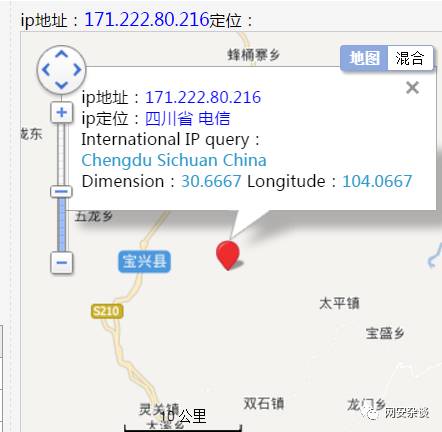 ip地址：171.222.80.216定位：
蜂桶寨乡
地图 混合
ip地址：171.222.80.216
ip定位：四川省 电信
International IP query：
Chengdu Sichuan China
Dimension：30.6667 Longitude：104.0667
龙东
五龙乡
宝兴县
S210
太平镇
宝盛乡
10 公里
灵关镇
双石镇
龙门乡
大溪乡
网安杂谈